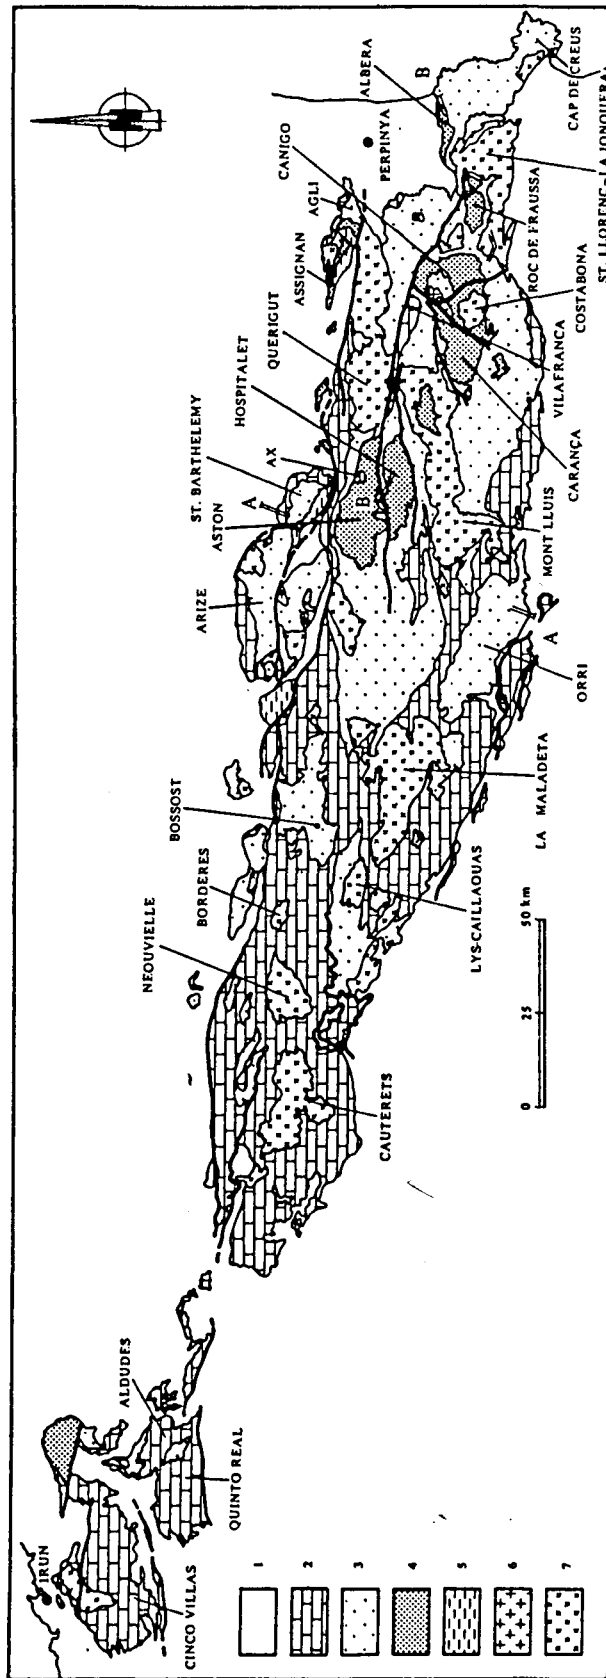 IRUN
CINCO VILLAS
ALDUDES
QUINTO REAL
CAUTERETS
NEOUVIELLE
BORDERES
BOSSOST
LYS-CAILLAOUAS
LA MALADETA
ARIZE
ST. BARTHELEMY
A
ASTON
AX
B
HOSPITALET
QUERIGUT
ASSIGNAN
AGLI
CANIGO
PERPINYA
ALBERA
B
ORRI
A
MONT LLUIS
CARANÇA
VILAFRANCA
COSTABONA
ROC DE FRAUSSA
ST. LLORENÇ-LA JONQUERA
CAP DE CREUS
0 25 50 km
1
2
3
4
5
6
7